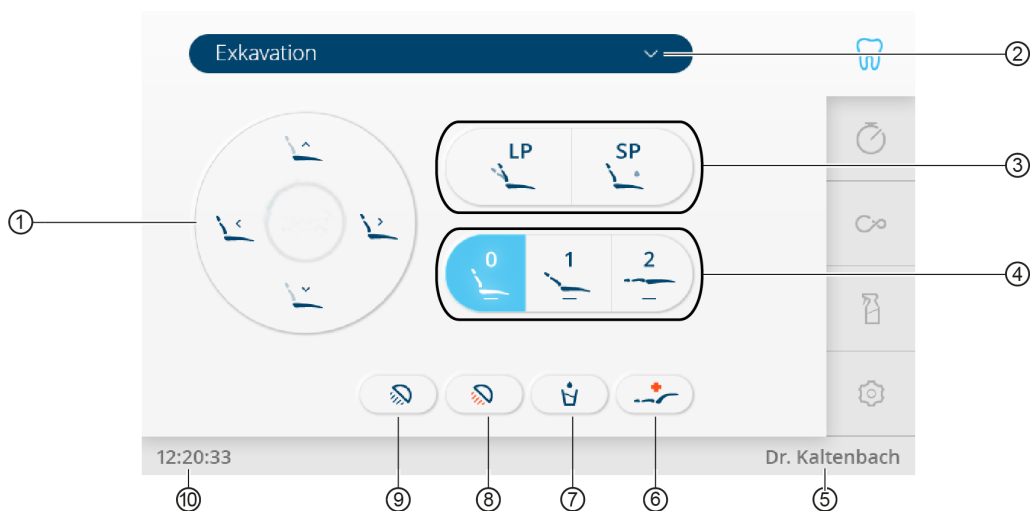 Exkavation
②
LP SP
③
①
0 1 2
④
12:20:33 Dr. Kaltenbach
⑩ ⑨ ⑧ ⑦ ⑥ ⑤